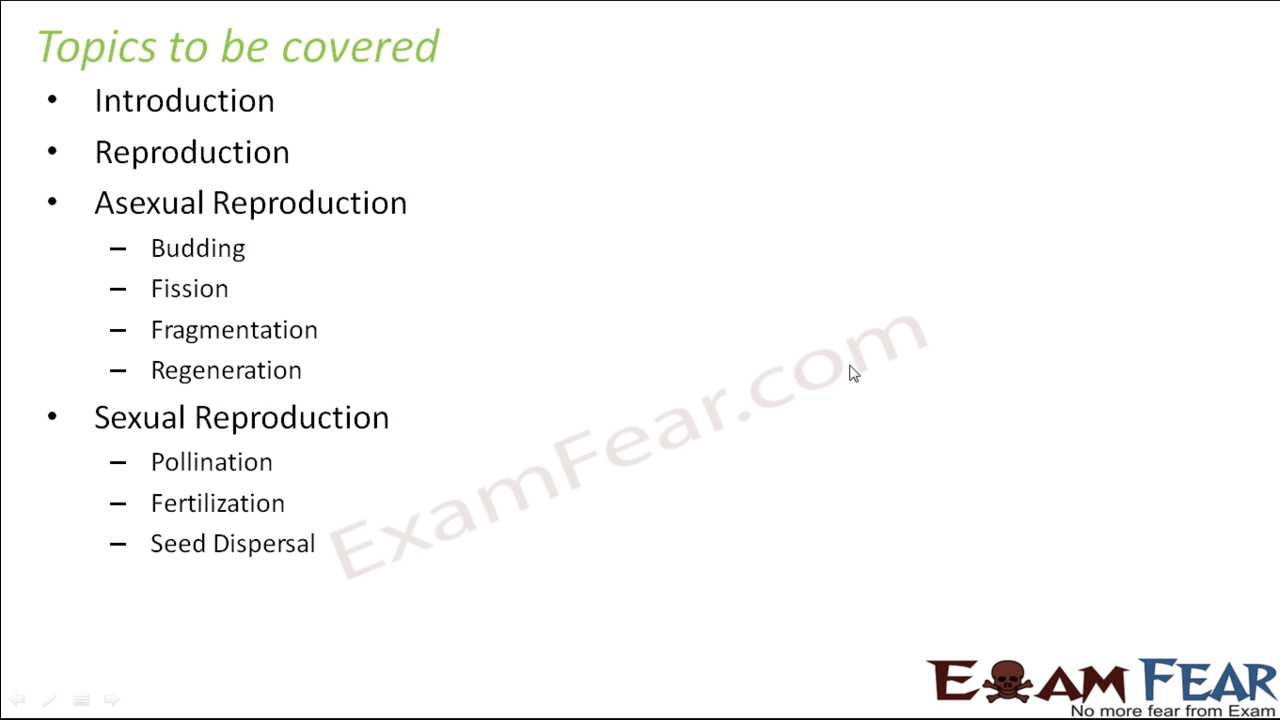 Topics to be covered
• Introduction
• Reproduction
• Asexual Reproduction
– Budding
– Fission
– Fragmentation
– Regeneration
• Sexual Reproduction
– Pollination
– Fertilization
– Seed Dispersal
ExamFear.com
EXAM FEAR
No more fear from Exam